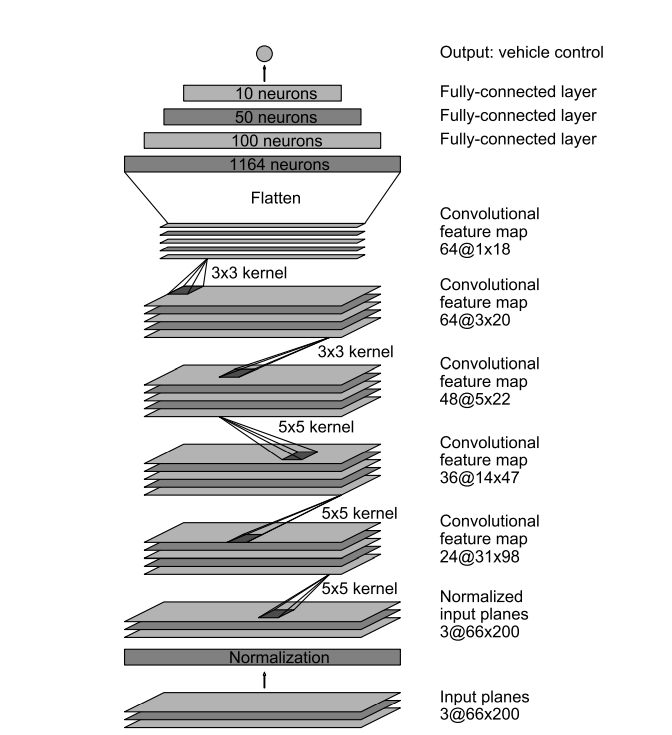 Output: vehicle control
10 neurons
Fully-connected layer
50 neurons
Fully-connected layer
100 neurons
Fully-connected layer
1164 neurons
Flatten
Convolutional
feature map
64@1x18
3x3 kernel
Convolutional
feature map
64@3x20
3x3 kernel
Convolutional
feature map
48@5x22
5x5 kernel
Convolutional
feature map
36@14x47
5x5 kernel
Convolutional
feature map
24@31x98
5x5 kernel
Normalized
input planes
3@66x200
Normalization
Input planes
3@66x200